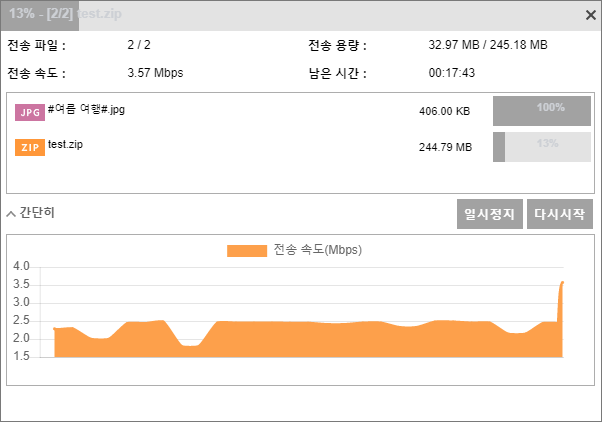 13% - [2/2] test.zip
전송 파일 : 2 / 2 전송 용량 : 32.97 MB / 245.18 MB
전송 속도 : 3.57 Mbps 남은 시간 : 00:17:43
JPG #여름 여행#.jpg 406.00 KB 100%
ZIP test.zip 244.79 MB 13%
간단히 일시정지 다시시작
전송 속도(Mbps)
4.0
3.5
3.0
2.5
2.0
1.5